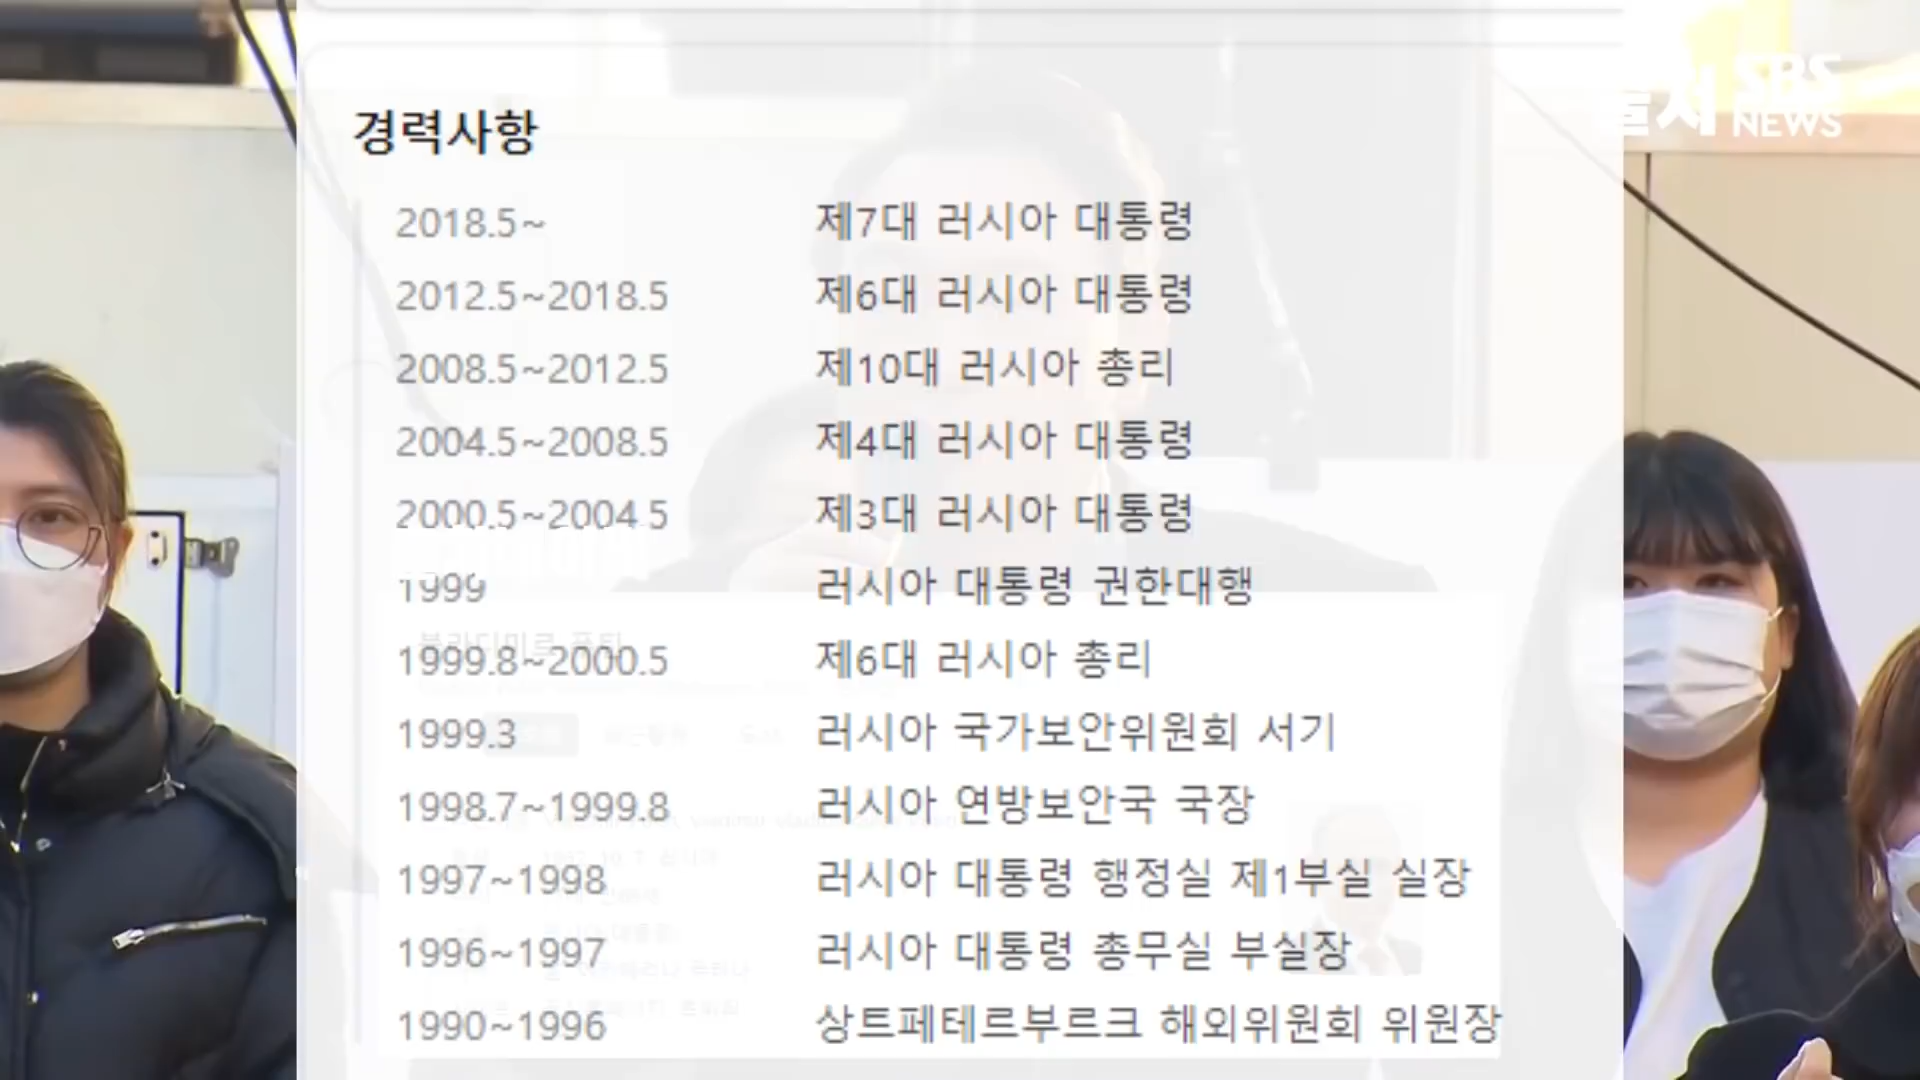 SBS
NEWS
경력사항
2018.5~ 제7대 러시아 대통령
2012.5~2018.5 제6대 러시아 대통령
2008.5~2012.5 제10대 러시아 총리
2004.5~2008.5 제4대 러시아 대통령
2000.5~2004.5 제3대 러시아 대통령
1999 러시아 대통령 권한대행
1999.8~2000.5 제6대 러시아 총리
1999.3 러시아 국가보안위원회 서기
1998.7~1999.8 러시아 연방보안국 국장
1997~1998 러시아 대통령 행정실 제1부실 실장
1996~1997 러시아 대통령 총무실 부실장
1990~1996 상트페테르부르크 해외위원회 위원장